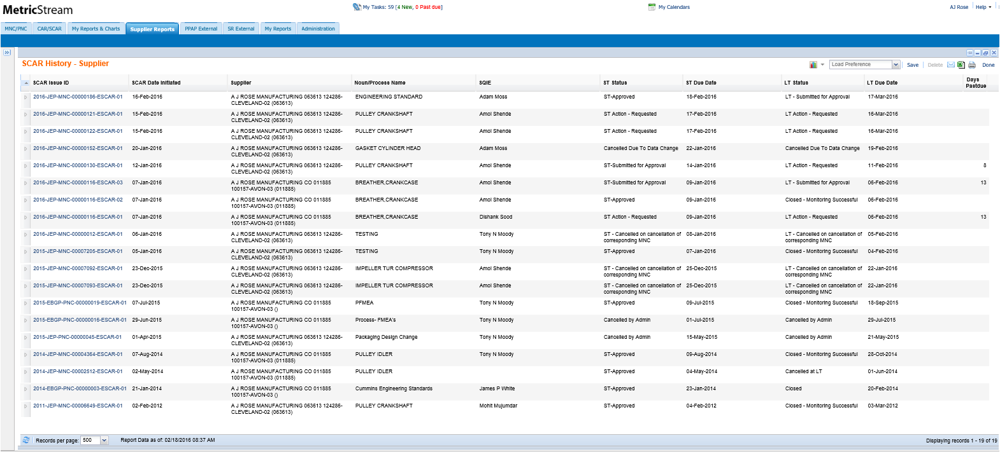 MetricStream
My Tasks: 59 [4 New, 0 Past due]
My Calendars
AJ Rose Help
MNC/PNC CAR/SCAR My Reports & Charts Supplier Reports PPAP External SR External My Reports Administration
SCAR History - Supplier
Load Preference Save Delete Done
SCAR Issue ID SCAR Date Initiated Supplier Noun/Process Name SQIE ST Status ST Due Date LT Status LT Due Date Days
Pastdue
2016-JEP-MNC-00000186-ESCAR-01 16-Feb-2016 A J ROSE MANUFACTURING 063613 124286- ENGINEERING STANDARD Adam Moss ST-Approved 18-Feb-2016 LT - Submitted for Approval 17-Mar-2016
CLEVELAND-02 (063613)
2016-JEP-MNC-00000121-ESCAR-01 15-Feb-2016 A J ROSE MANUFACTURING 063613 124286- PULLEY CRANKSHAFT Amol Shende ST Action - Requested 17-Feb-2016 LT Action - Requested 16-Mar-2016
CLEVELAND-02 (063613)
2016-JEP-MNC-00000122-ESCAR-01 15-Feb-2016 A J ROSE MANUFACTURING 063613 124286- PULLEY CRANKSHAFT Amol Shende ST Action - Requested 17-Feb-2016 LT Action - Requested 16-Mar-2016
CLEVELAND-02 (063613)
2016-JEP-MNC-00000152-ESCAR-01 20-Jan-2016 A J ROSE MANUFACTURING 063613 124286- GASKET CYLINDER HEAD Adam Moss Cancelled Due To Data Change 22-Jan-2016 Cancelled Due To Data Change 19-Feb-2016
CLEVELAND-02 (063613)
2016-JEP-MNC-00000130-ESCAR-01 12-Jan-2016 A J ROSE MANUFACTURING 063613 124286- PULLEY CRANKSHAFT Amol Shende ST-Submitted for Approval 14-Jan-2016 LT Action - Requested 11-Feb-2016 8
CLEVELAND-02 (063613)
2016-JEP-MNC-00000116-ESCAR-03 07-Jan-2016 A J ROSE MANUFACTURING CO 011885 BREATHER,CRANKCASE Amol Shende ST-Submitted for Approval 09-Jan-2016 LT - Submitted for Approval 06-Feb-2016 13
100157-AVON-03 (011885)
2016-JEP-MNC-00000116-ESCAR-02 07-Jan-2016 A J ROSE MANUFACTURING CO 011885 BREATHER,CRANKCASE Amol Shende ST-Approved 09-Jan-2016 Closed - Monitoring Successful 06-Feb-2016
100157-AVON-03 (011885)
2016-JEP-MNC-00000116-ESCAR-01 07-Jan-2016 A J ROSE MANUFACTURING CO 011885 BREATHER,CRANKCASE Dishank Sood ST Action - Requested 09-Jan-2016 LT Action - Requested 06-Feb-2016 13
100157-AVON-03 (011885)
2016-JEP-MNC-00000012-ESCAR-01 06-Jan-2016 A J ROSE MANUFACTURING 063613 124286- TESTING Tony N Moody ST - Cancelled on cancellation of 08-Jan-2016 LT - Cancelled on cancellation of 05-Feb-2016
CLEVELAND-02 (063613) corresponding MNC corresponding MNC
2015-JEP-MNC-00007205-ESCAR-01 05-Jan-2016 A J ROSE MANUFACTURING 063613 124286- TESTING Tony N Moody ST-Approved 07-Jan-2016 Closed - Monitoring Successful 04-Feb-2016
CLEVELAND-02 (063613)
2015-JEP-MNC-00007092-ESCAR-01 23-Dec-2015 A J ROSE MANUFACTURING 063613 124286- IMPELLER TUR COMPRESSOR Amol Shende ST - Cancelled on cancellation of 25-Dec-2015 LT - Cancelled on cancellation of 22-Jan-2016
CLEVELAND-02 (063613) corresponding MNC corresponding MNC
2015-JEP-MNC-00007093-ESCAR-01 23-Dec-2015 A J ROSE MANUFACTURING 063613 124286- IMPELLER TUR COMPRESSOR Amol Shende ST - Cancelled on cancellation of 25-Dec-2015 LT - Cancelled on cancellation of 22-Jan-2016
CLEVELAND-02 (063613) corresponding MNC corresponding MNC
2015-EBGP-PNC-00000019-ESCAR-01 07-Jul-2015 A J ROSE MANUFACTURING CO 011885 PFMEA Tony N Moody ST-Approved 09-Jul-2015 Closed - Monitoring Successful 18-Sep-2015
100157-AVON-03 ()
2015-EBGP-PNC-00000016-ESCAR-01 29-Jun-2015 A J ROSE MANUFACTURING CO 011885 Process- FMEA's Tony N Moody Cancelled by Admin 01-Jul-2015 Cancelled by Admin 29-Jul-2015
100157-AVON-03 ()
2015-JEP-PNC-00000045-ESCAR-01 01-Apr-2015 A J ROSE MANUFACTURING 063613 124286- Packaging Design Change Tony N Moody Cancelled by Admin 15-May-2015 Cancelled by Admin 21-May-2015
CLEVELAND-02 (063613)
2014-JEP-MNC-00004364-ESCAR-01 07-Aug-2014 A J ROSE MANUFACTURING CO 011885 PULLEY IDLER Tony N Moody ST-Approved 09-Aug-2014 Closed - Monitoring Successful 28-Oct-2014
100157-AVON-03 (011885)
2014-JEP-MNC-00002512-ESCAR-01 02-May-2014 A J ROSE MANUFACTURING CO 011885 PULLEY IDLER ST-Approved 04-May-2014 Cancelled at LT 01-Jun-2014
100157-AVON-03 (011885)
2014-EBGP-PNC-00000003-ESCAR-01 21-Jan-2014 A J ROSE MANUFACTURING CO 011885 Cummins Engineering Standards James P White ST-Approved 23-Jan-2014 Closed 20-Feb-2014
100157-AVON-03 ()
2011-JEP-MNC-00006649-ESCAR-01 02-Feb-2012 A J ROSE MANUFACTURING 063613 124286- PULLEY CRANKSHAFT Mohit Mujumdar ST-Approved 04-Feb-2012 Closed - Monitoring Successful 03-Mar-2012
CLEVELAND-02 (063613)
Records per page: 500 Report Data as of: 02/18/2016 08:37 AM Displaying records 1 - 19 of 19